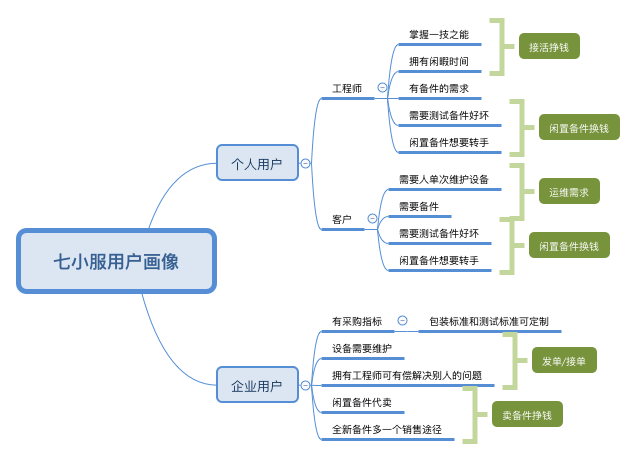 七小服用户画像
个人用户
工程师
掌握一技之能
拥有闲暇时间
接活挣钱
有备件的需求
需要测试备件好坏
闲置备件想要转手
闲置备件换钱
客户
需要人单次维护设备
需要备件
运维需求
需要测试备件好坏
闲置备件想要转手
闲置备件换钱
企业用户
有采购指标
包装标准和测试标准可定制
设备需要维护
拥有工程师可有偿解决别人的问题
发单/接单
闲置备件代卖
全新备件多一个销售途径
卖备件挣钱